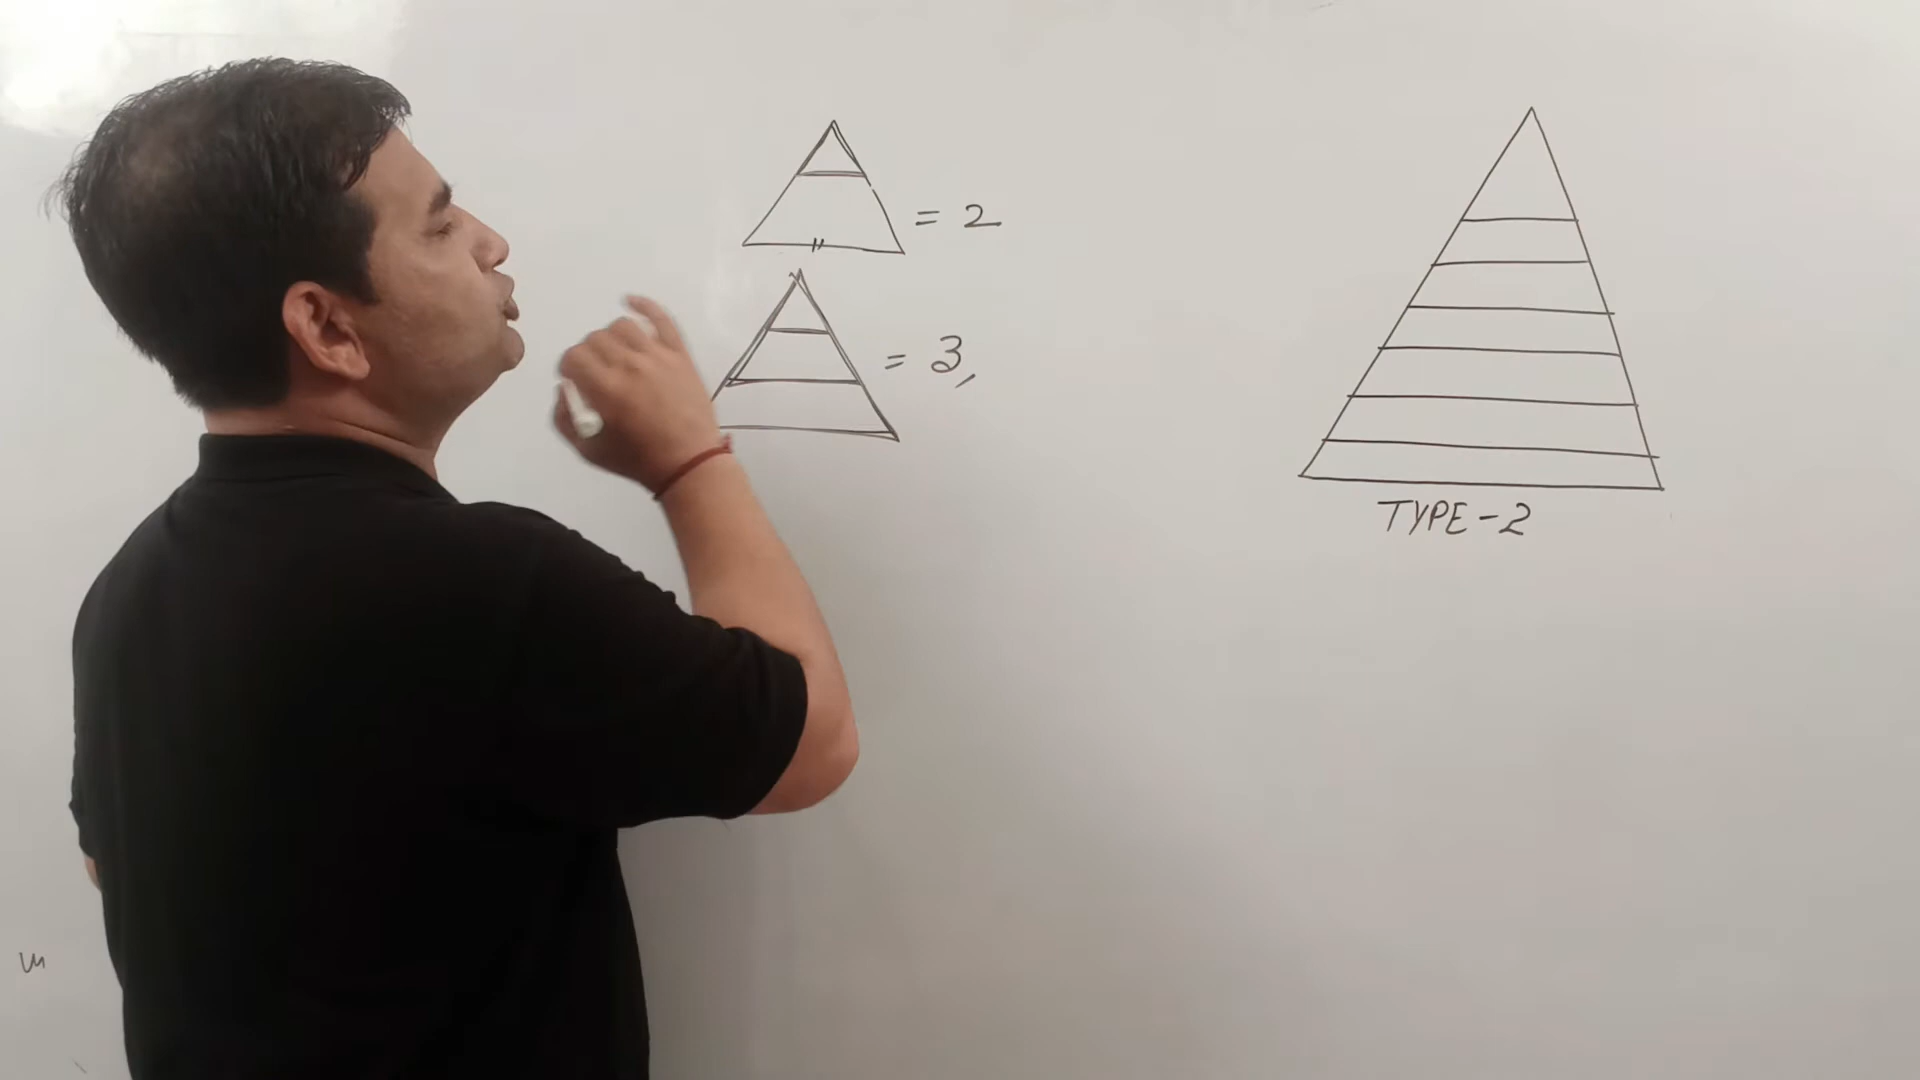 = 2
= 3,
TYPE-2